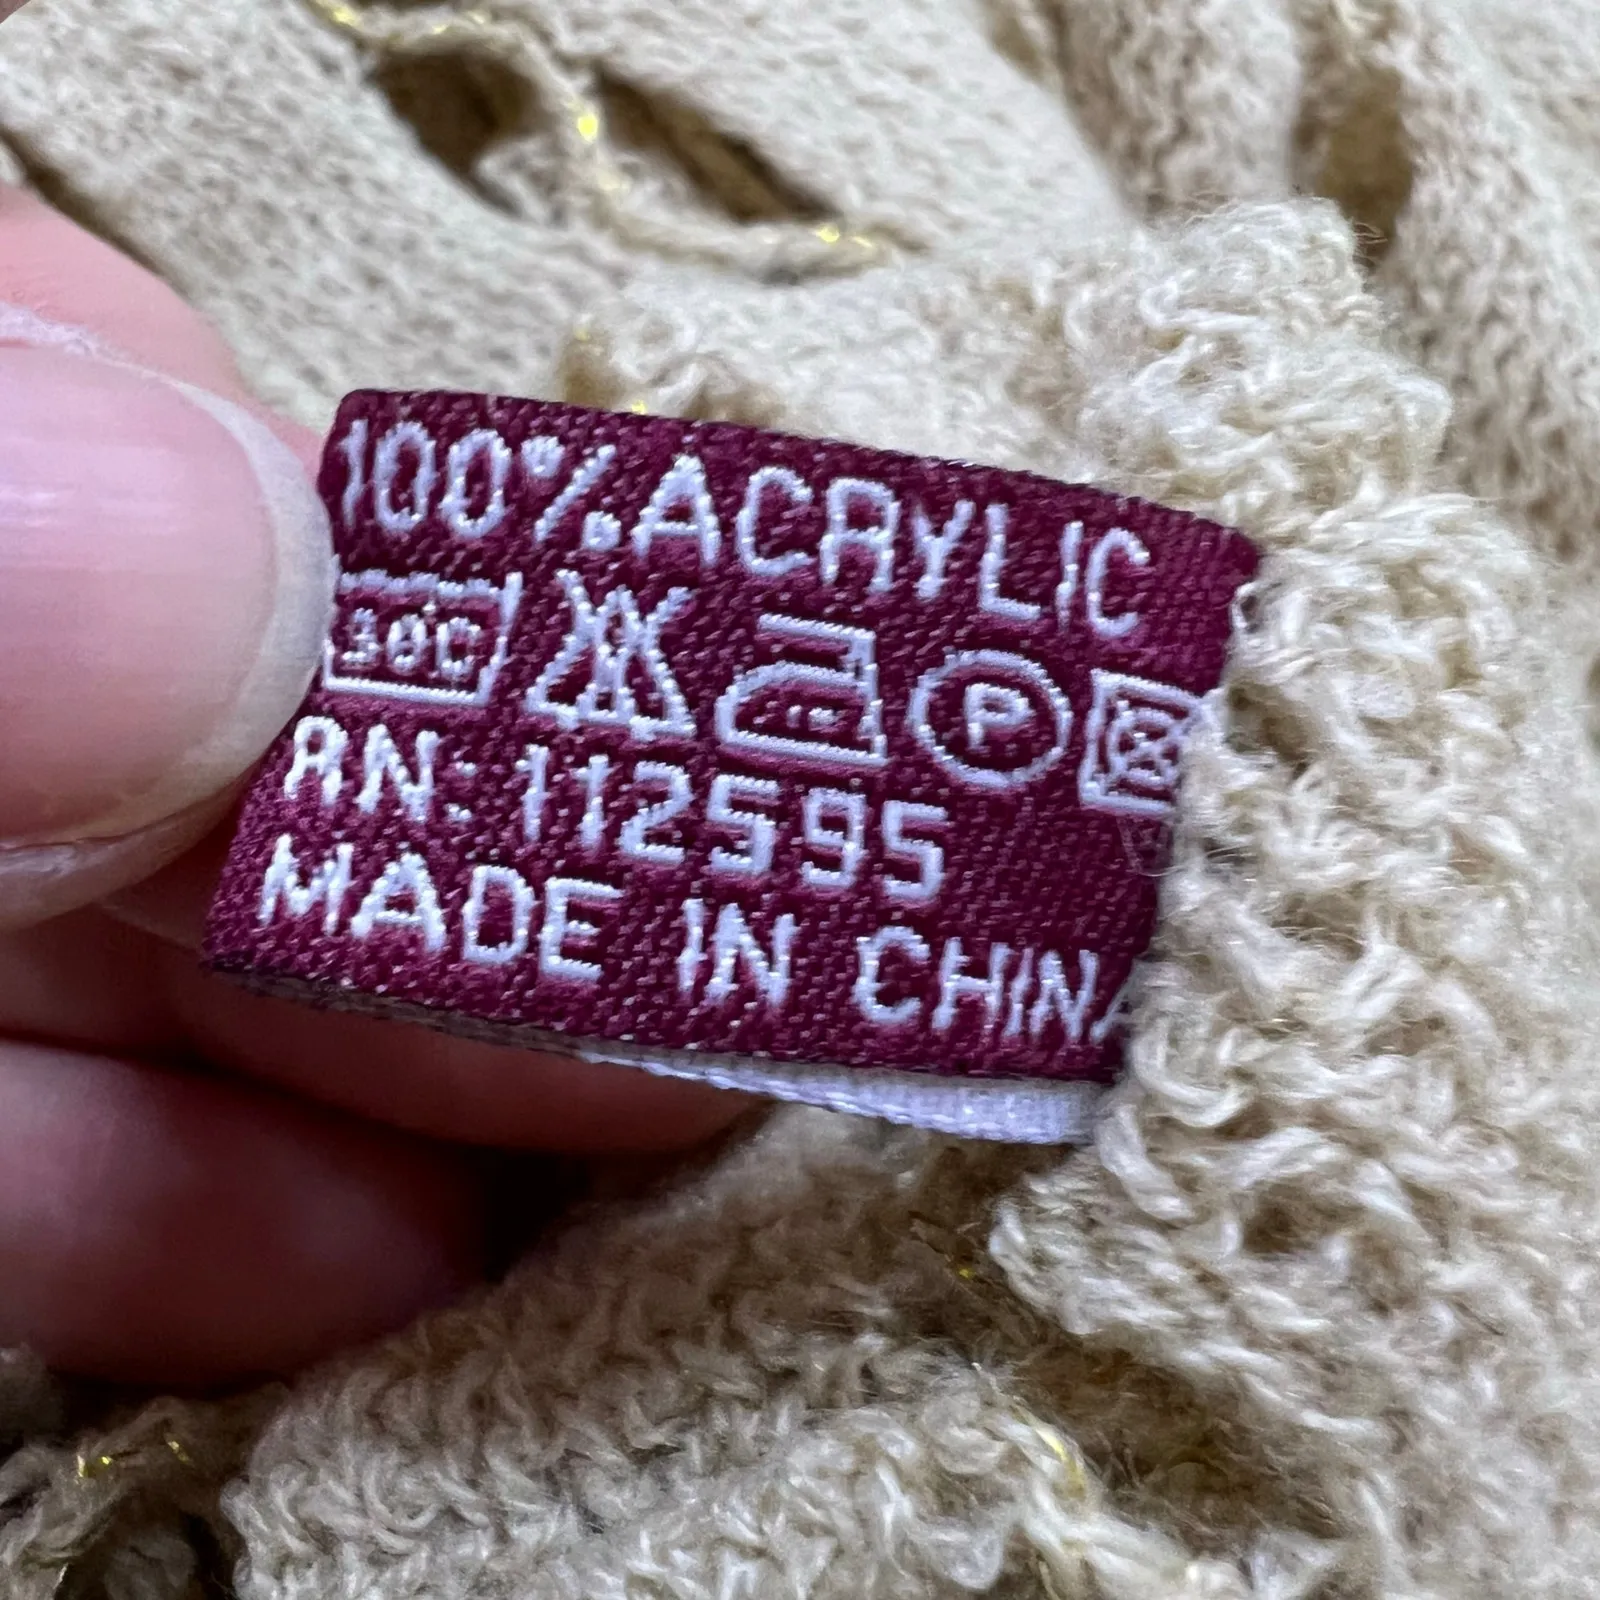 100% ACRYLIC
30C P
RN: 112595
MADE IN CHINA